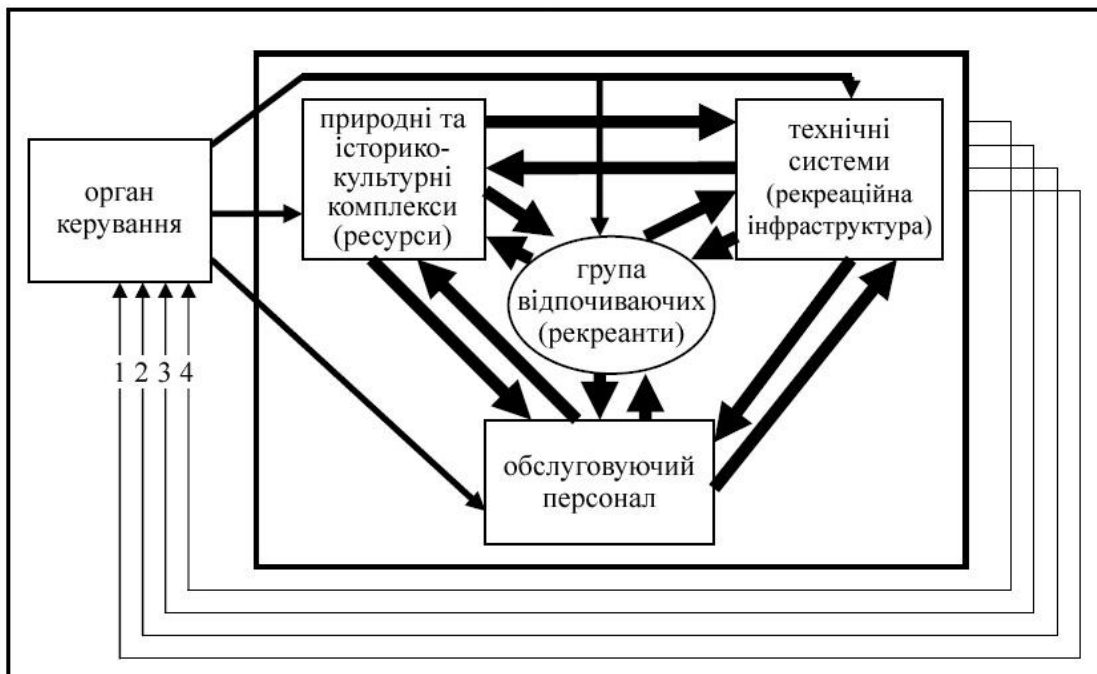 орган
керування
природні та
історико-
культурні
комплекси
(ресурси)
технічні
системи
(рекреаційна
інфраструктура)
група
відпочиваючих
(рекреанти)
обслуговуючий
персонал
1 2 3 4